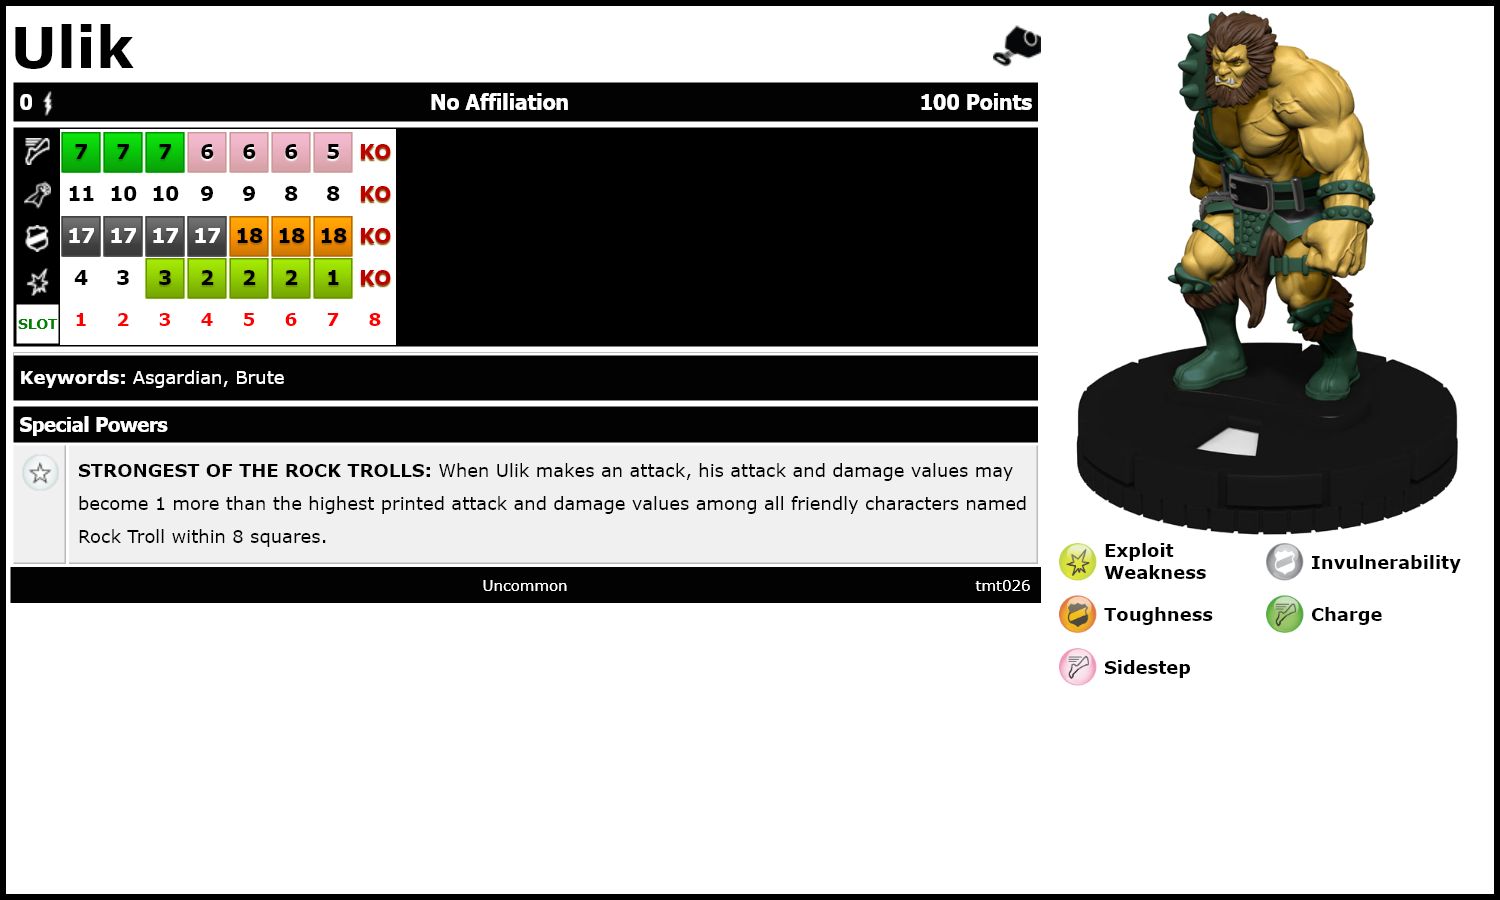 Ulik
0 No Affiliation 100 Points
7 7 7 6 6 6 5 KO
11 10 10 9 9 8 8 KO
17 17 17 17 18 18 18 KO
4 3 3 2 2 2 1 KO
SLOT 1 2 3 4 5 6 7 8
Keywords: Asgardian, Brute
Special Powers
STRONGEST OF THE ROCK TROLLS: When Ulik makes an attack, his attack and damage values may
become 1 more than the highest printed attack and damage values among all friendly characters named
Rock Troll within 8 squares.
Uncommon tmt026
Exploit
Weakness
Invulnerability
Toughness
Charge
Sidestep